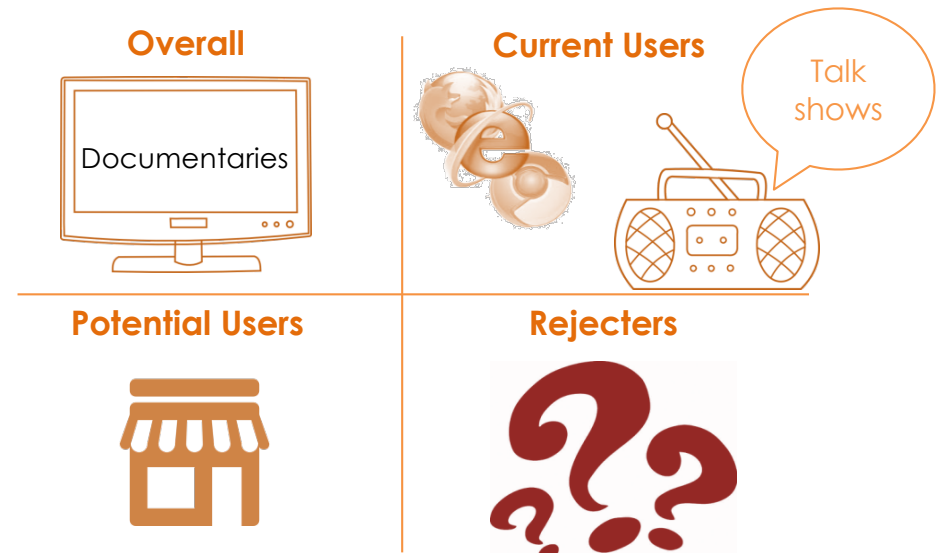 Overall
Documentaries
Current Users
Talk
shows
Potential Users
Rejecters